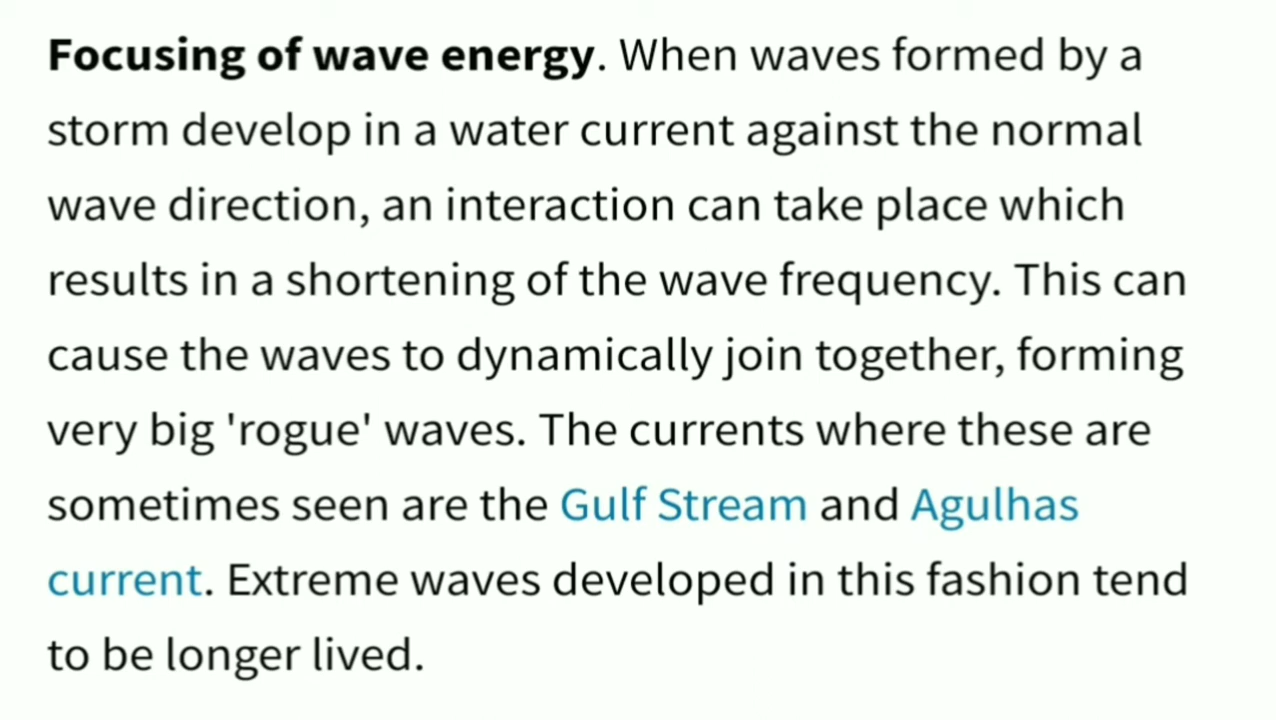 Focusing of wave energy. When waves formed by a
storm develop in a water current against the normal
wave direction, an interaction can take place which
results in a shortening of the wave frequency. This can
cause the waves to dynamically join together, forming
very big 'rogue' waves. The currents where these are
sometimes seen are the Gulf Stream and Agulhas
current. Extreme waves developed in this fashion tend
to be longer lived.